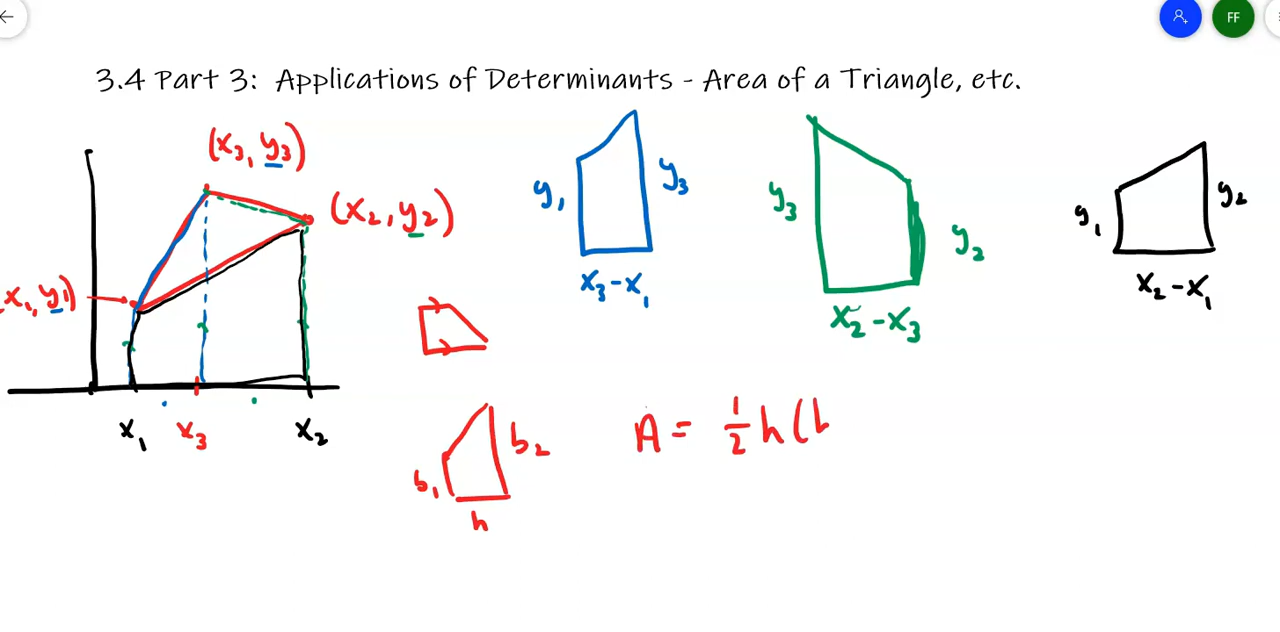 FF
3.4 Part 3: Applications of Determinants - Area of a Triangle, etc.
(x3, y3)
(x2, y2)
x1, y1)
x1
x3
x2
y1
y3
x3-x1
y3
y2
x2-x3
y1
y2
x2-x1
b1
b2
h
A = 1/2 h(b